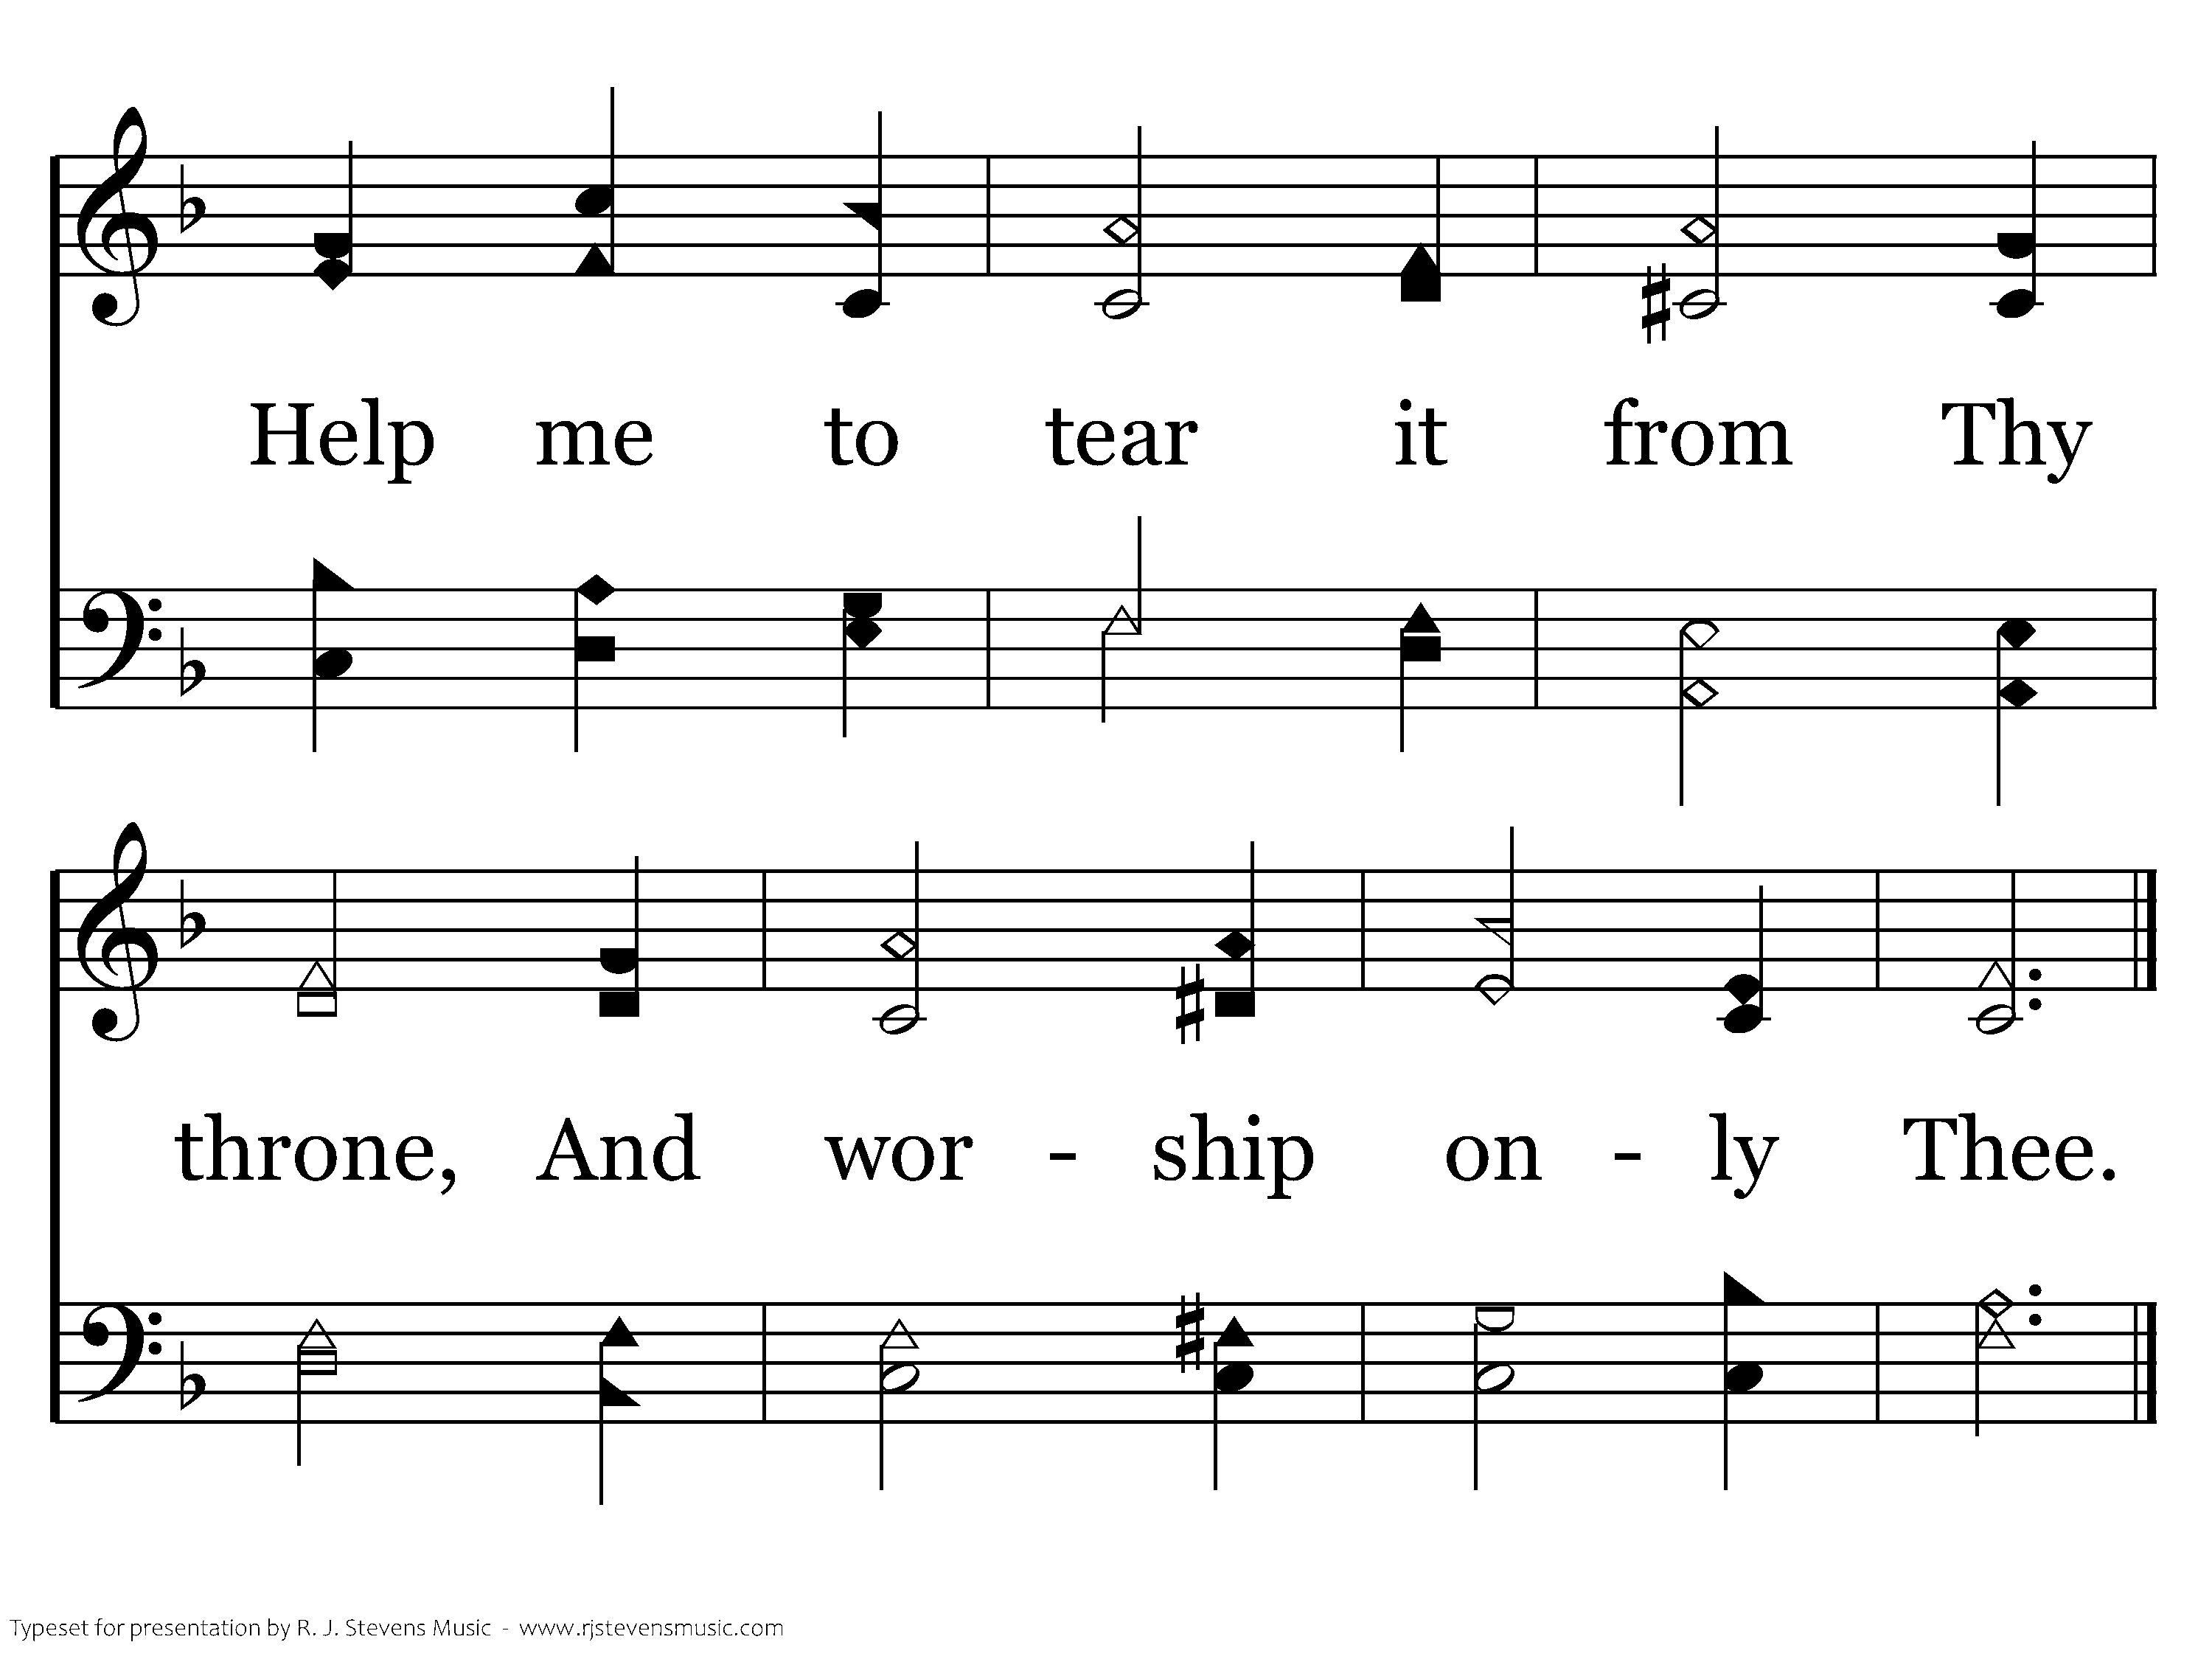 Help me to tear it from Thy
throne, And wor - ship on - ly Thee.
Typeset for presentation by R. J. Stevens Music - www.rjstevensmusic.com